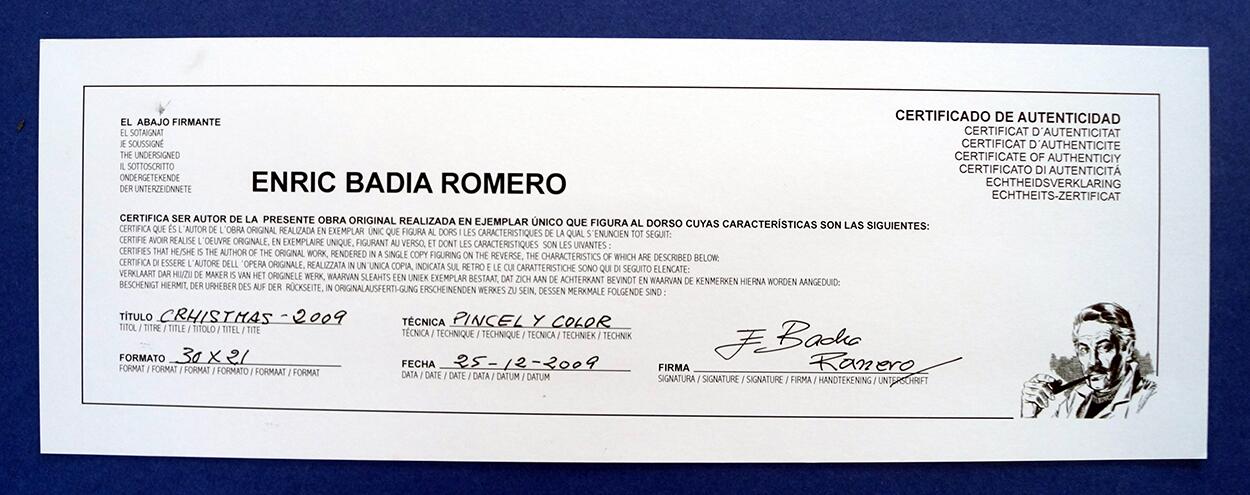 EL ABAJO FIRMANTE
EL SOTAIGNAT
JE SOUSSIGNÉ
THE UNDERSIGNED
IL SOTTOSCRITTO
ONDERGETEKENDE
DER UNTERZEIDNNETE
CERTIFICADO DE AUTENTICIDAD
CERTIFICAT D´AUTENTICITAT
CERTIFICAT D´AUTHENTICITE
CERTIFICATE OF AUTHENTICIY
CERTIFICATO DI AUTENTICITÁ
ECHTHEIDSVERKLARING
ECHTHEITS-ZERTIFICAT
ENRIC BADIA ROMERO
CERTIFICA SER AUTOR DE LA PRESENTE OBRA ORIGINAL REALIZADA EN EJEMPLAR ÚNICO QUE FIGURA AL DORSO CUYAS CARACTERÍSTICAS SON LAS SIGUIENTES:
CERTIFICA QUE ÉS L'AUTOR DE L'OBRA ORIGINAL REALIZADA EN EXEMPLAR ÚNIC QUE FIGURA AL DORS I LES CARACTERISTIQUES DE LA QUAL S'ENUNCIEN TOT SEGUIT:
CERTIFIE AVOIR REALISE L'OEUVRE ORIGINALE, EN EXEMPLAIRE UNIQUE, FIGURANT AU VERSO, ET DONT LES CARACTERISTIQUES SON LES UIVANTES :
CERTIFIES THAT HE/SHE IS THE AUTHOR OF THE ORIGINAL WORK, RENDERED IN A SINGLE COPY FIGURING ON THE REVERSE, THE CHARACTERISTICS OF WHICH ARE DESCRIBED BELOW:
CERTIFICA DI ESSERE L'AUTORE DELL ´OPERA ORIGINALE, REALIZZATA IN UN'UNICA COPIA, INDICATA SUL RETRO E LE CUI CARATTERISTICHE SONO QUI DI SEGUITO ELENCATE:
VERKLAART DAR HIJ/ZIJ DE MAKER IS VAN HET ORIGINELE WERK, WAARVAN SLEAHTS EEN UNIEK EXEMPLAR BESTAAT, DAT ZICH AAN DE ACHTERKANT BEVINDT EN WAARVAN DE KENMERKEN HIERNA WORDEN AANGEDUID:
BESCHENIGT HIERMIT, DER URHEBER DES AUF DER RÜCKSEITE, IN ORIGINALAUSFERTI-GUNG ERSCHEINENDEN WERKES ZU SEIN, DESSEN MERKMALE FOLGENDE SIND :
TÍTULO CRHISTMAS - 2009
TITOL / TITRE / TITLE / TITOLO / TITEL / TITE
TÉCNICA PINCEL Y COLOR
TÉCNICA / TECHNIQUE / TECHNIQUE / TECNICA / TECHNIEK / TECHNIK
FORMATO 30 X 21
FORMAT / FORMAT / FORMAT / FORMATO / FORMAAT / FORMAT
FECHA 25-12-2009
DATA / DATE / DATE / DATA / DATUM / DATUM
E Badia
Romero
FIRMA
SIGNATURA / SIGNATURE / SIGNATURE / FIRMA / HANDTEKENING / UNTERSCHRIFT